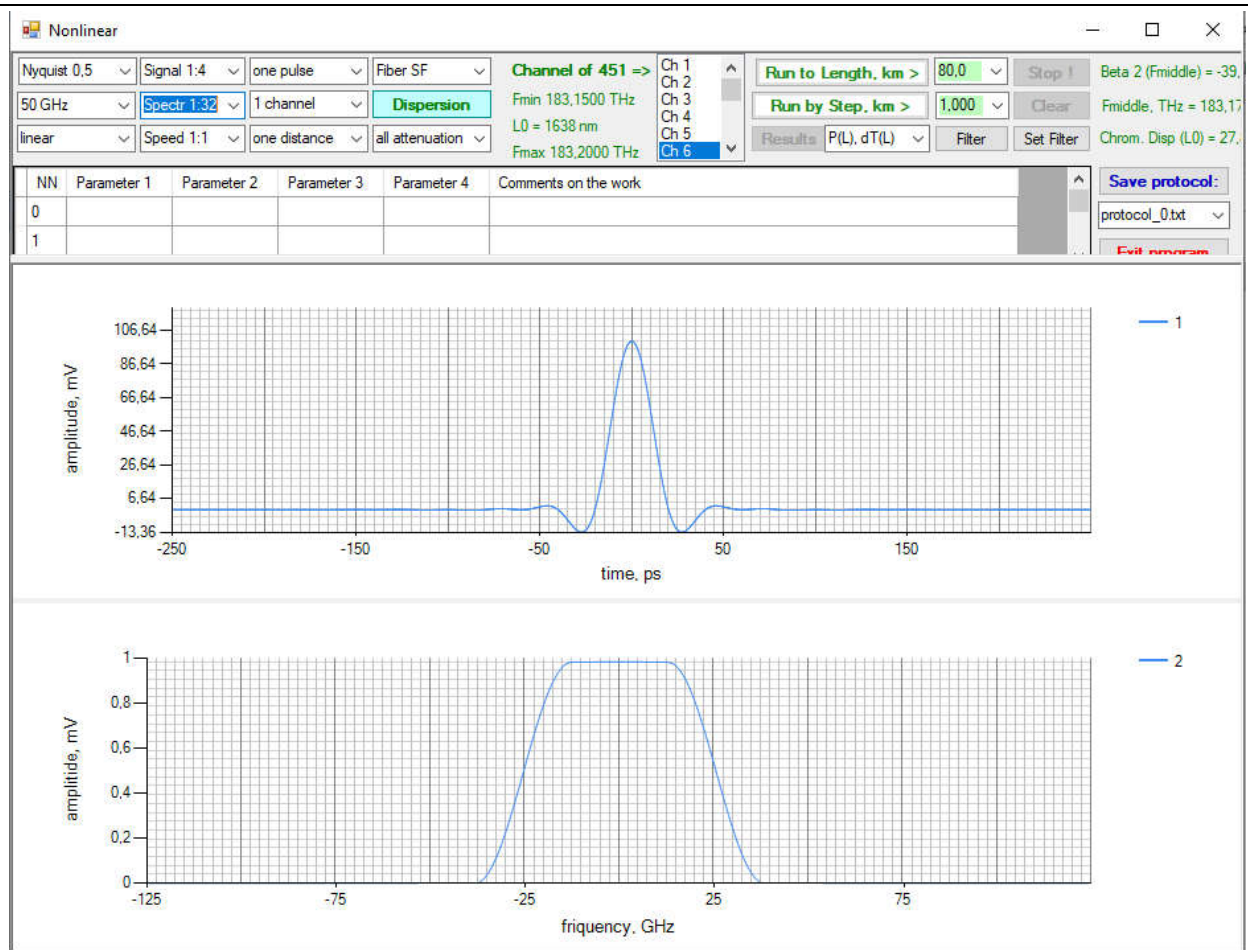 Nonlinear
Nyquist 0,5 Signal 1:4 one pulse Fiber SF Channel of 451 => Ch 1 Run to Length, km > 80,0 Stop ! Beta 2 (Fmiddle) = -39,
Ch 2
50 GHz Spectr 1:32 1 channel Dispersion Fmin 183,1500 THz Ch 3 Run by Step, km > 1,000 Clear Fmiddle, THz = 183,17
L0 = 1638 nm Ch 4
linear Speed 1:1 one distance all attenuation Fmax 183,2000 THz Ch 5 Results P(L), dT(L) Filter Set Filter Chrom. Disp (L0) = 27,
Ch 6
NN Parameter 1 Parameter 2 Parameter 3 Parameter 4 Comments on the work Save protocol:
0 protocol_0.txt
1 Exit program
106,64
86,64
66,64
46,64
26,64
6,64
-13,36
amplitude, mV
-250 -150 -50 50 150
time, ps
1
1
0,8
0,6
0,4
0,2
0
amplitide, mV
-125 -75 -25 25 75
friquency, GHz
2